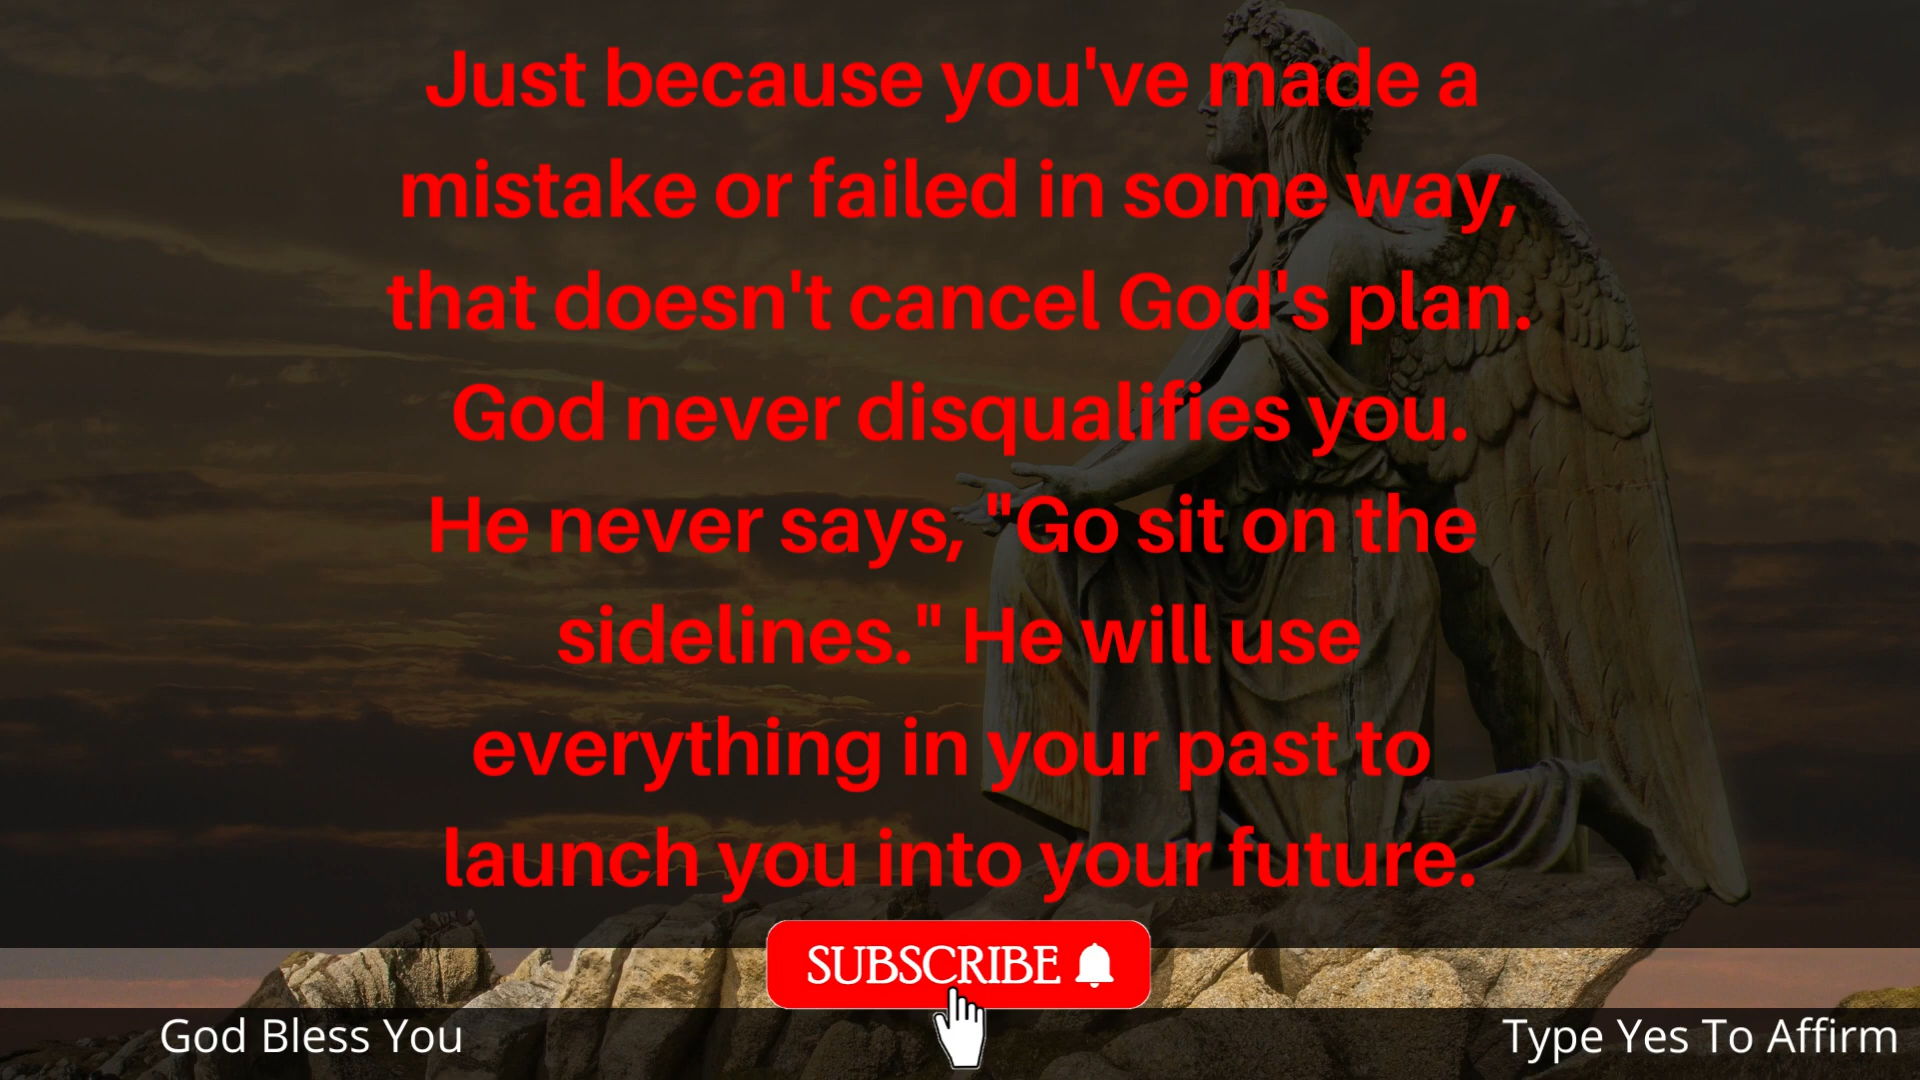 Just because you've made a
mistake or failed in some way,
that doesn't cancel God's plan.
God never disqualifies you.
He never says, "Go sit on the
sidelines." He will use
everything in your past to
launch you into your future.
SUBSCRIBE
God Bless You
Type Yes To Affirm